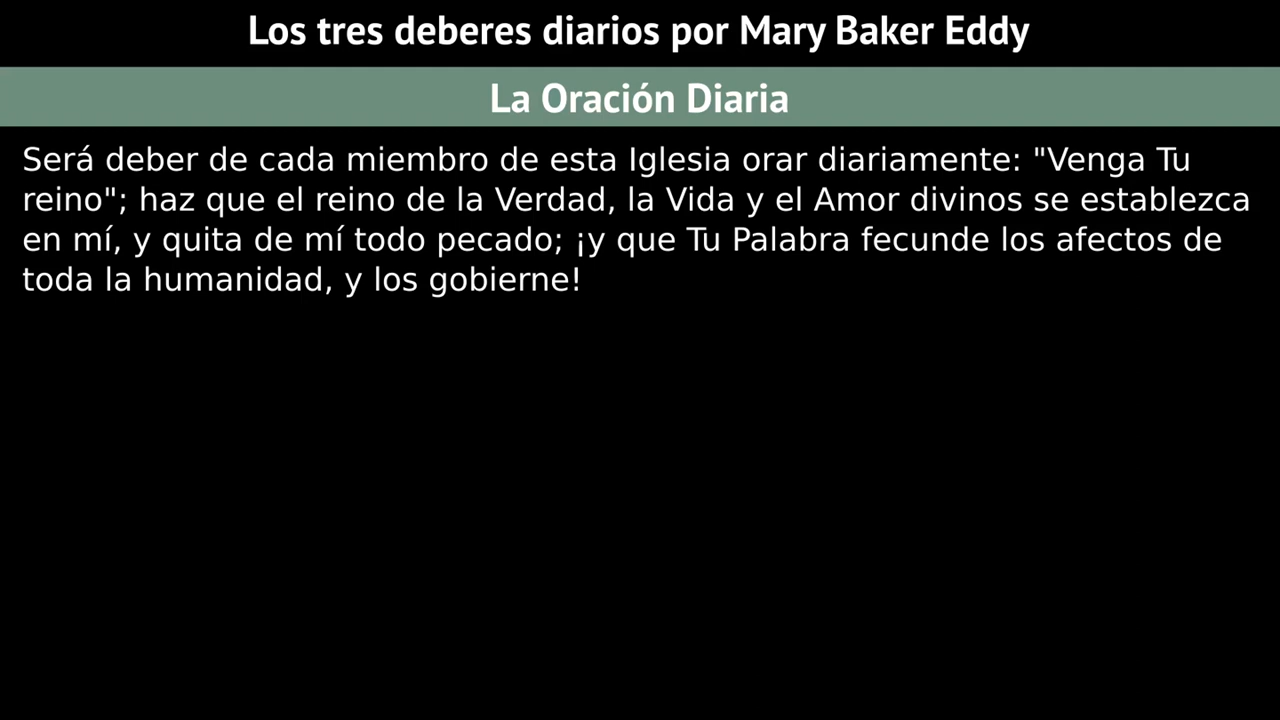 Los tres deberes diarios por Mary Baker Eddy
La Oración Diaria
Será deber de cada miembro de esta Iglesia orar diariamente: "Venga Tu
reino"; haz que el reino de la Verdad, la Vida y el Amor divinos se establezca
en mí, y quita de mí todo pecado; ¡y que Tu Palabra fecunde los afectos de
toda la humanidad, y los gobierne!